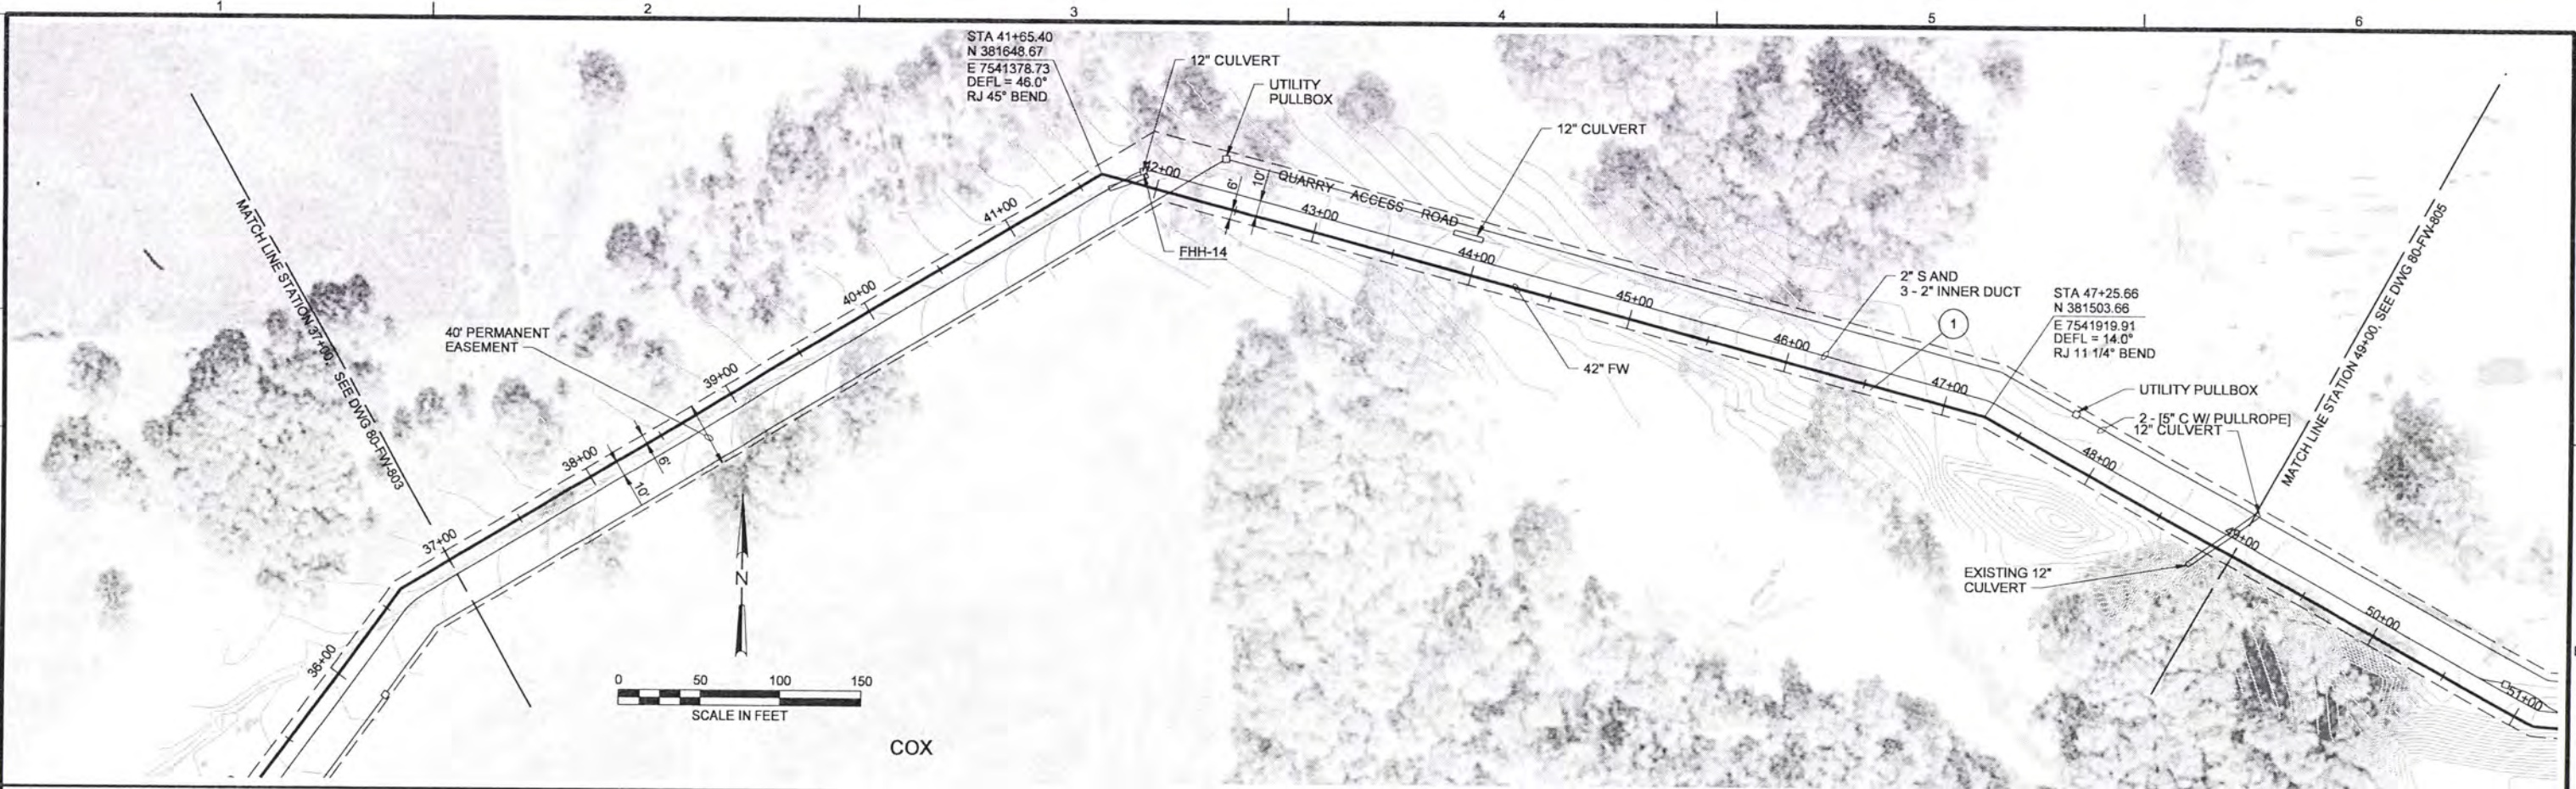 1
2
3
4
5
6
STA 41+65.40
N 381648.67
E 7541378.73
DEFL = 46.0°
RJ 45° BEND
12" CULVERT
UTILITY
PULLBOX
12" CULVERT
MATCH LINE STATION 37+00, SEE DWG 80-FW-803
40' PERMANENT
EASEMENT
36+00
37+00
38+00
39+00
40+00
41+00
42+00
43+00
44+00
45+00
46+00
47+00
48+00
49+00
50+00
51+00
6'
10'
6'
10'
QUARRY ACCESS ROAD
FHH-14
42" FW
2" S AND
3 - 2" INNER DUCT
1
STA 47+25.66
N 381503.66
E 7541919.91
DEFL = 14.0°
RJ 11 1/4° BEND
UTILITY PULLBOX
2 - [5" C W/ PULLROPE]
12" CULVERT
MATCH LINE STATION 49+00, SEE DWG 80-FW-805
EXISTING 12"
CULVERT
N
0 50 100 150
SCALE IN FEET
COX